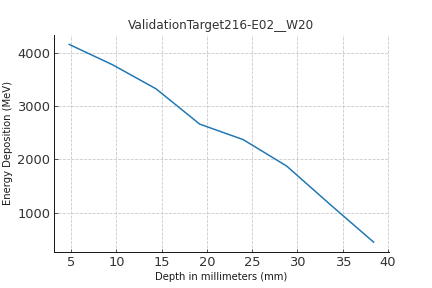 ValidationTarget216-E02__W20
Energy Deposition (MeV)
4000
3000
2000
1000
5 10 15 20 25 30 35 40
Depth in millimeters (mm)